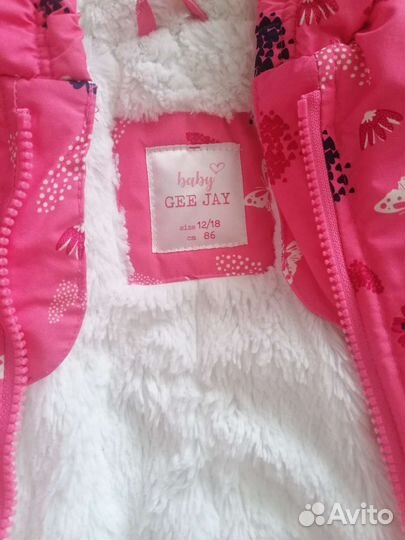 baby
GEE JAY
size 12/18
cm 86
Avito